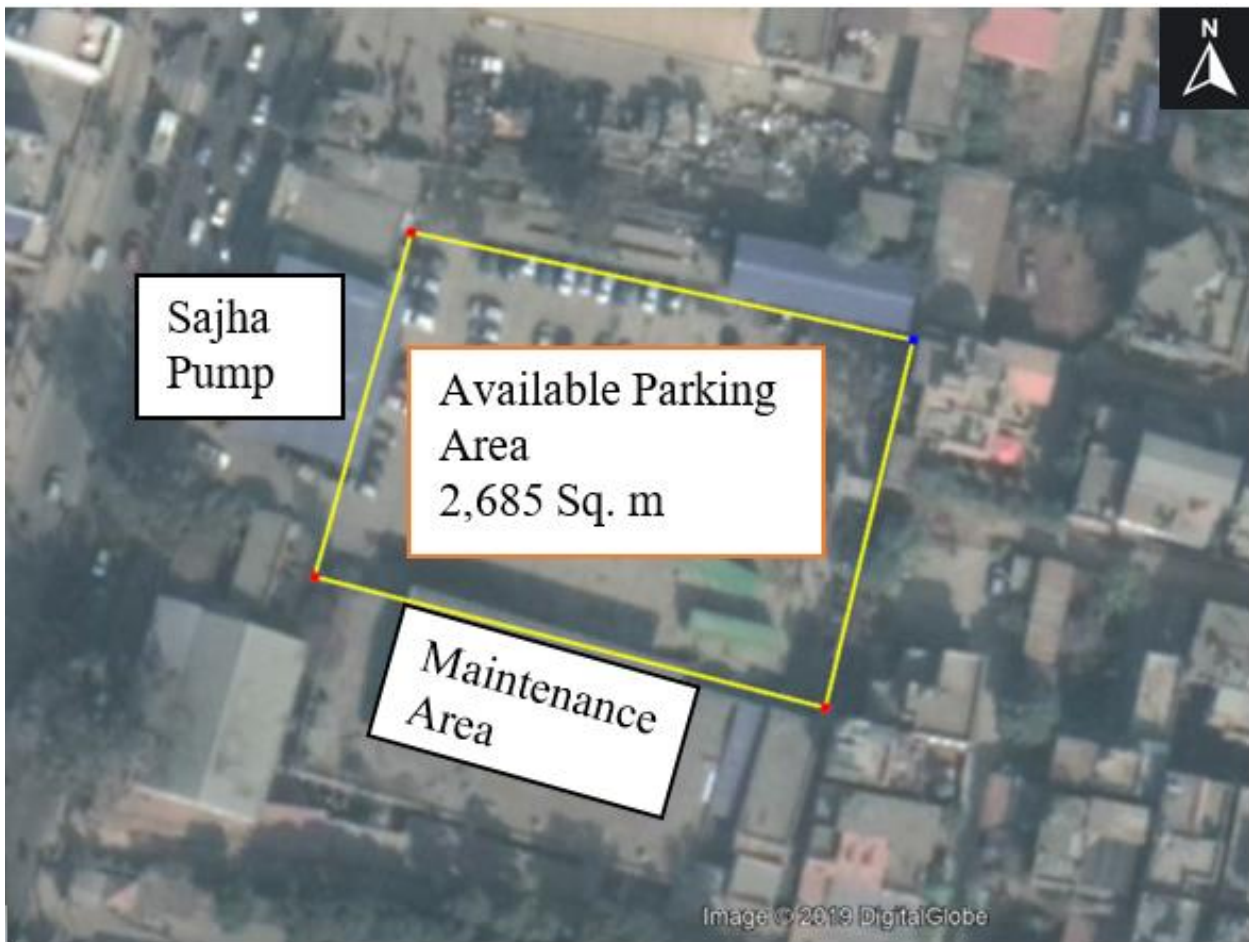 N
Sajha
Pump
Available Parking
Area
2,685 Sq. m
Maintenance
Area
Image © 2019 DigitalGlobe